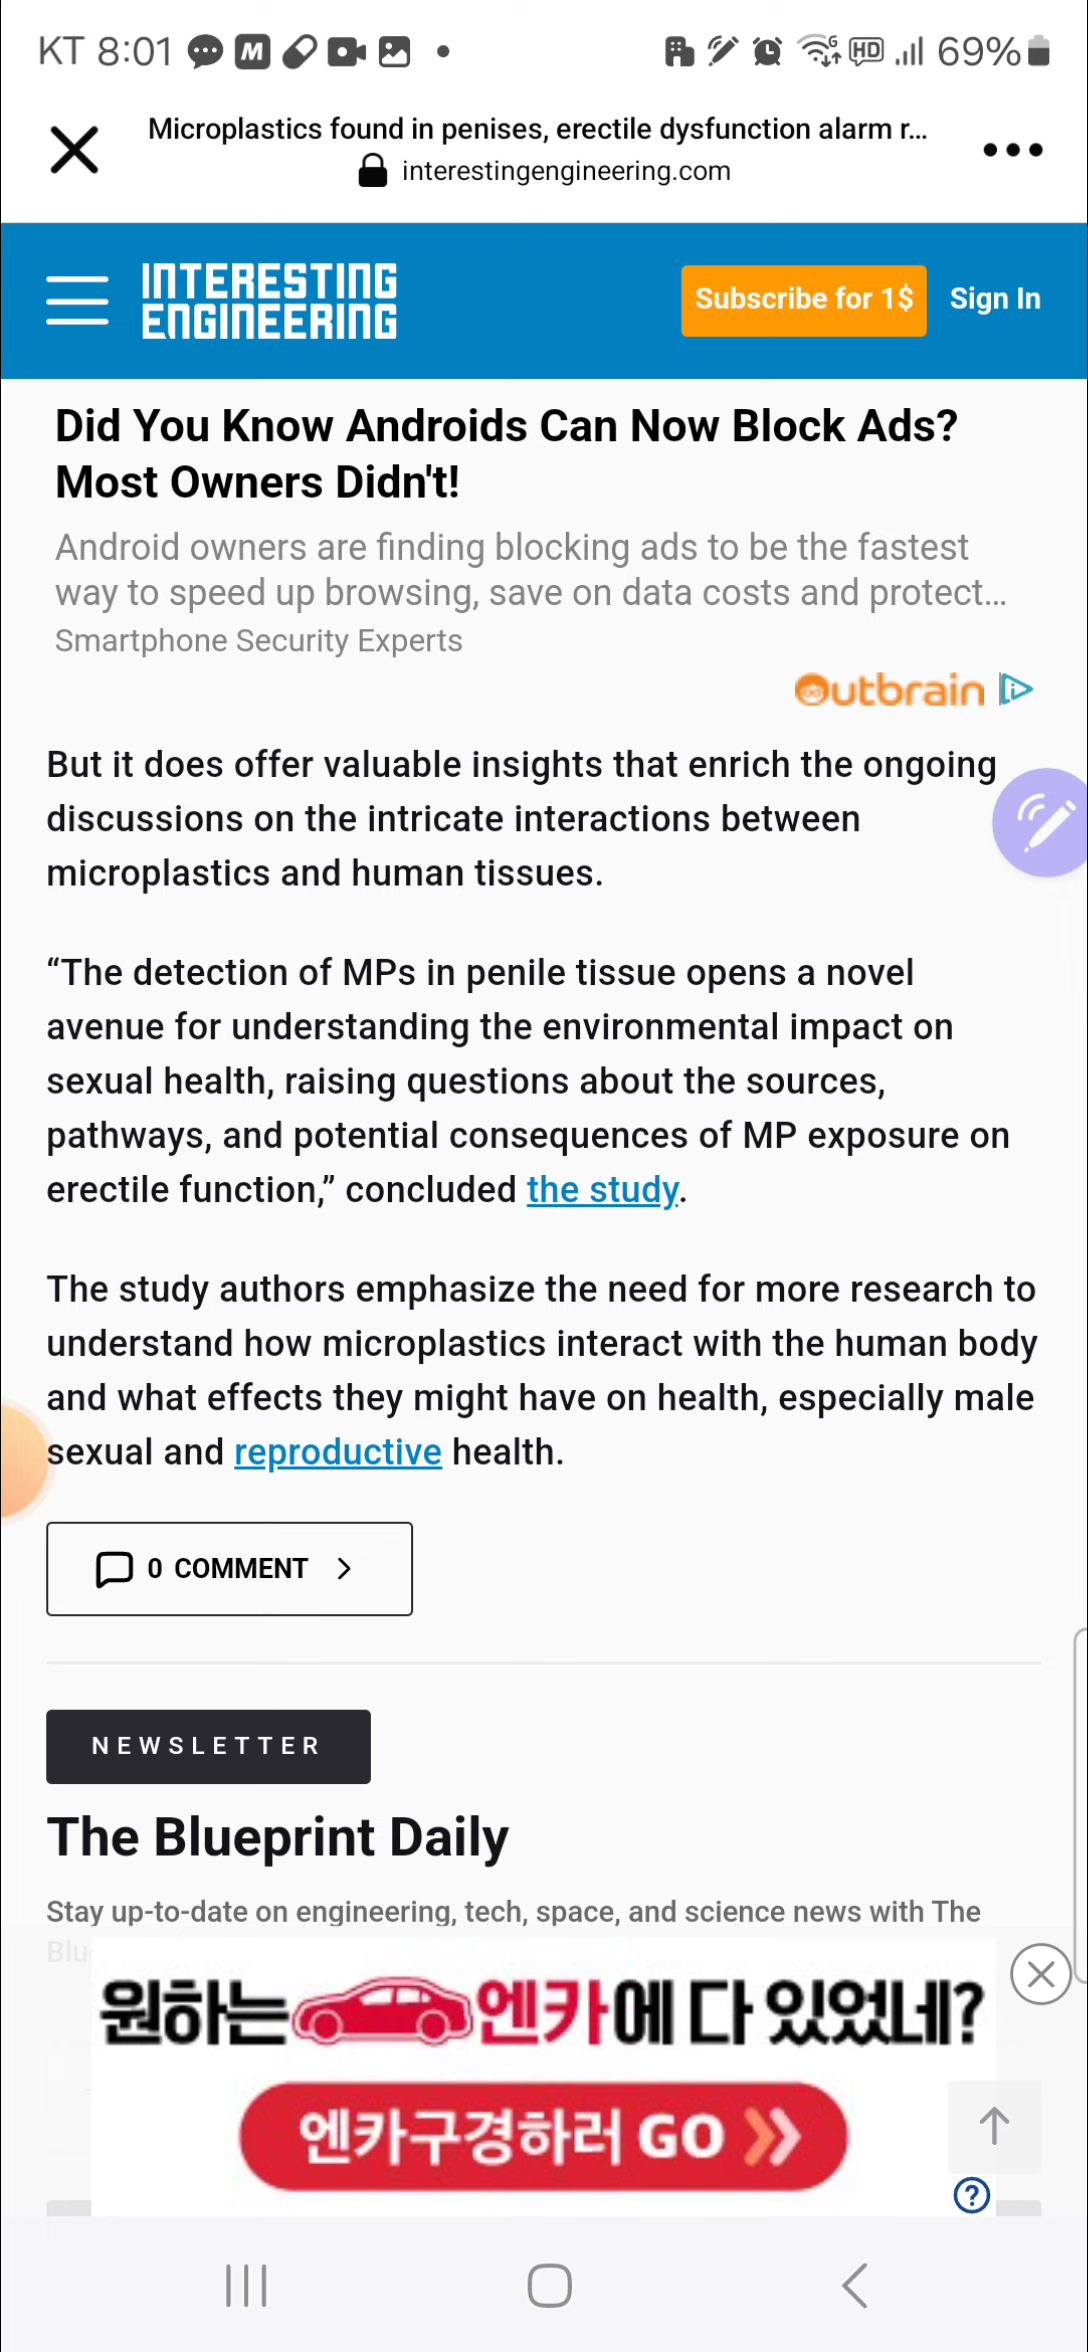 KT 8:01 M HD 69%
Microplastics found in penises, erectile dysfunction alarm r...
interestingengineering.com
INTERESTING
ENGINEERING
Subscribe for 1$ Sign In
Did You Know Androids Can Now Block Ads?
Most Owners Didn't!
Android owners are finding blocking ads to be the fastest
way to speed up browsing, save on data costs and protect...
Smartphone Security Experts
Outbrain
But it does offer valuable insights that enrich the ongoing
discussions on the intricate interactions between
microplastics and human tissues.
“The detection of MPs in penile tissue opens a novel
avenue for understanding the environmental impact on
sexual health, raising questions about the sources,
pathways, and potential consequences of MP exposure on
erectile function,” concluded the study.
The study authors emphasize the need for more research to
understand how microplastics interact with the human body
and what effects they might have on health, especially male
sexual and reproductive health.
0 COMMENT
NEWSLETTER
The Blueprint Daily
Stay up-to-date on engineering, tech, space, and science news with The
Blu
원하는 엔카에 다 있었네?
엔카구경하러 GO